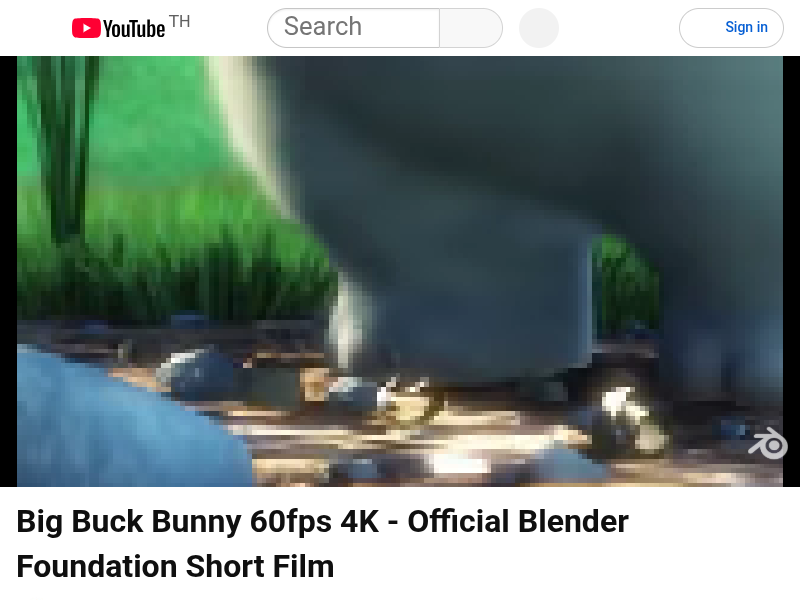 YouTube TH
Search
Sign in
Big Buck Bunny 60fps 4K - Official Blender
Foundation Short Film